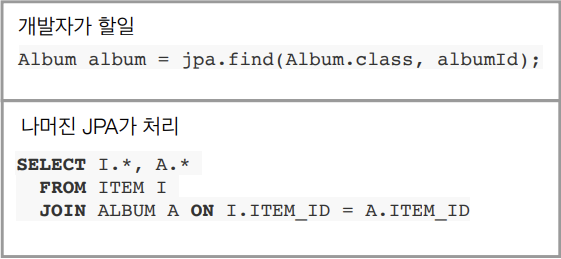 개발자가 할일
Album album = jpa.find(Album.class, albumId);
나머진 JPA가 처리
SELECT I.*, A.*
FROM ITEM I
JOIN ALBUM A ON I.ITEM_ID = A.ITEM_ID